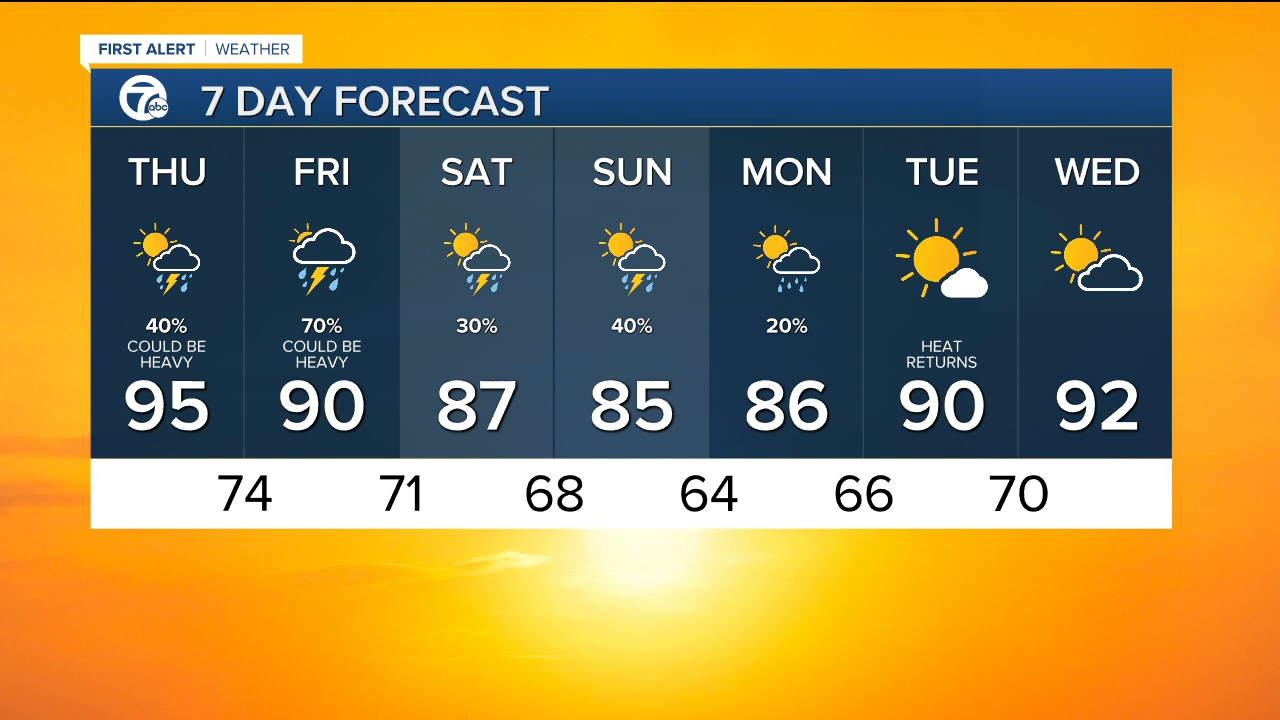 FIRST ALERT WEATHER
7 abc 7 DAY FORECAST
THU FRI SAT SUN MON TUE WED
40% 70% 30% 40% 20%
COULD BE COULD BE HEAT
HEAVY HEAVY RETURNS
95 90 87 85 86 90 92
74 71 68 64 66 70